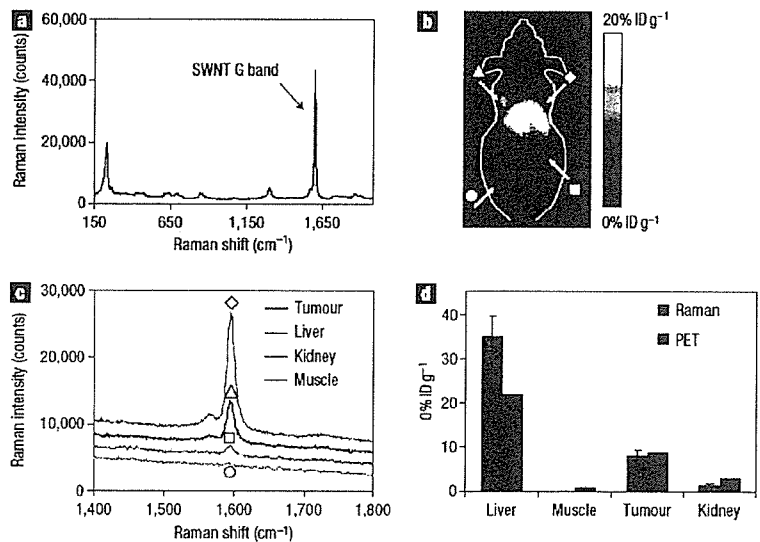 a
60,000
40,000
20,000
0
Raman intensity (counts)
SWNT G band
150 650 1,150 1,650
Raman shift (cm⁻¹)
b
20% ID g⁻¹
0% ID g⁻¹
c
30,000
20,000
10,000
0
Raman intensity (counts)
Tumour
Liver
Kidney
Muscle
1,400 1,500 1,600 1,700 1,800
Raman shift (cm⁻¹)
d
40
30
20
10
0
0% ID g⁻¹
Raman
PET
Liver Muscle Tumour Kidney